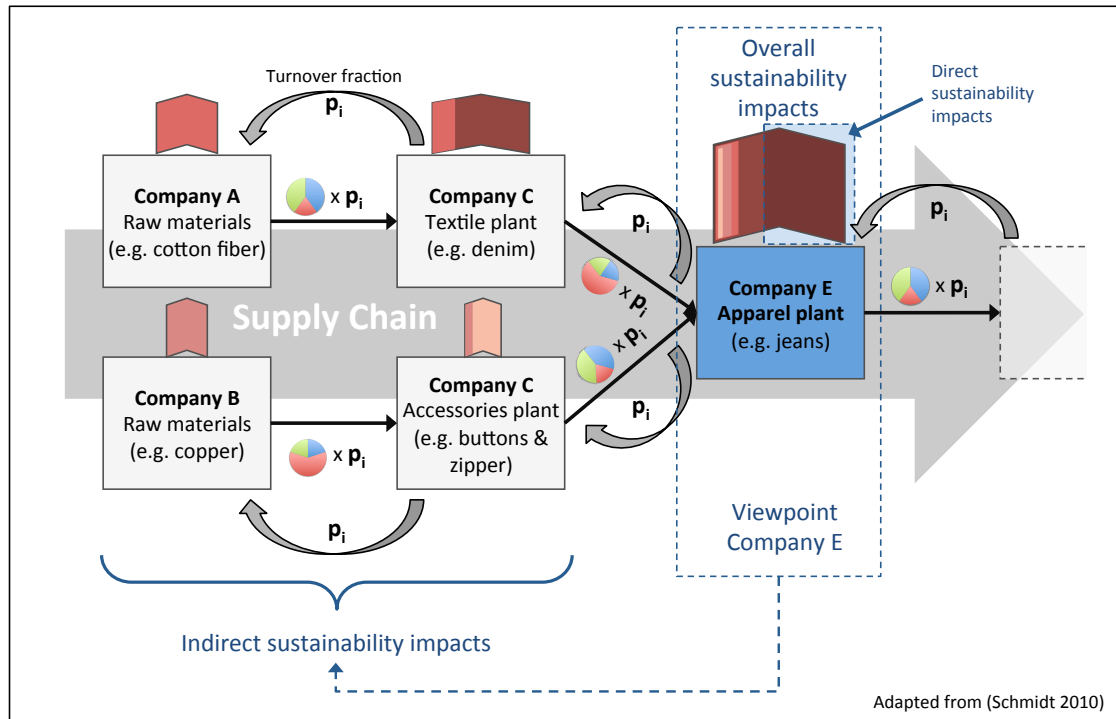 Overall
sustainability
impacts
Direct
sustainability
impacts
Turnover fraction
pi
Company A
Raw materials
(e.g. cotton fiber)
x pi
Company C
Textile plant
(e.g. denim)
pi
x pi
Company E
Apparel plant
(e.g. jeans)
pi
x pi
Supply Chain
Company B
Raw materials
(e.g. copper)
x pi
Company C
Accessories plant
(e.g. buttons &
zipper)
x pi
pi
pi
Viewpoint
Company E
Indirect sustainability impacts
Adapted from (Schmidt 2010)